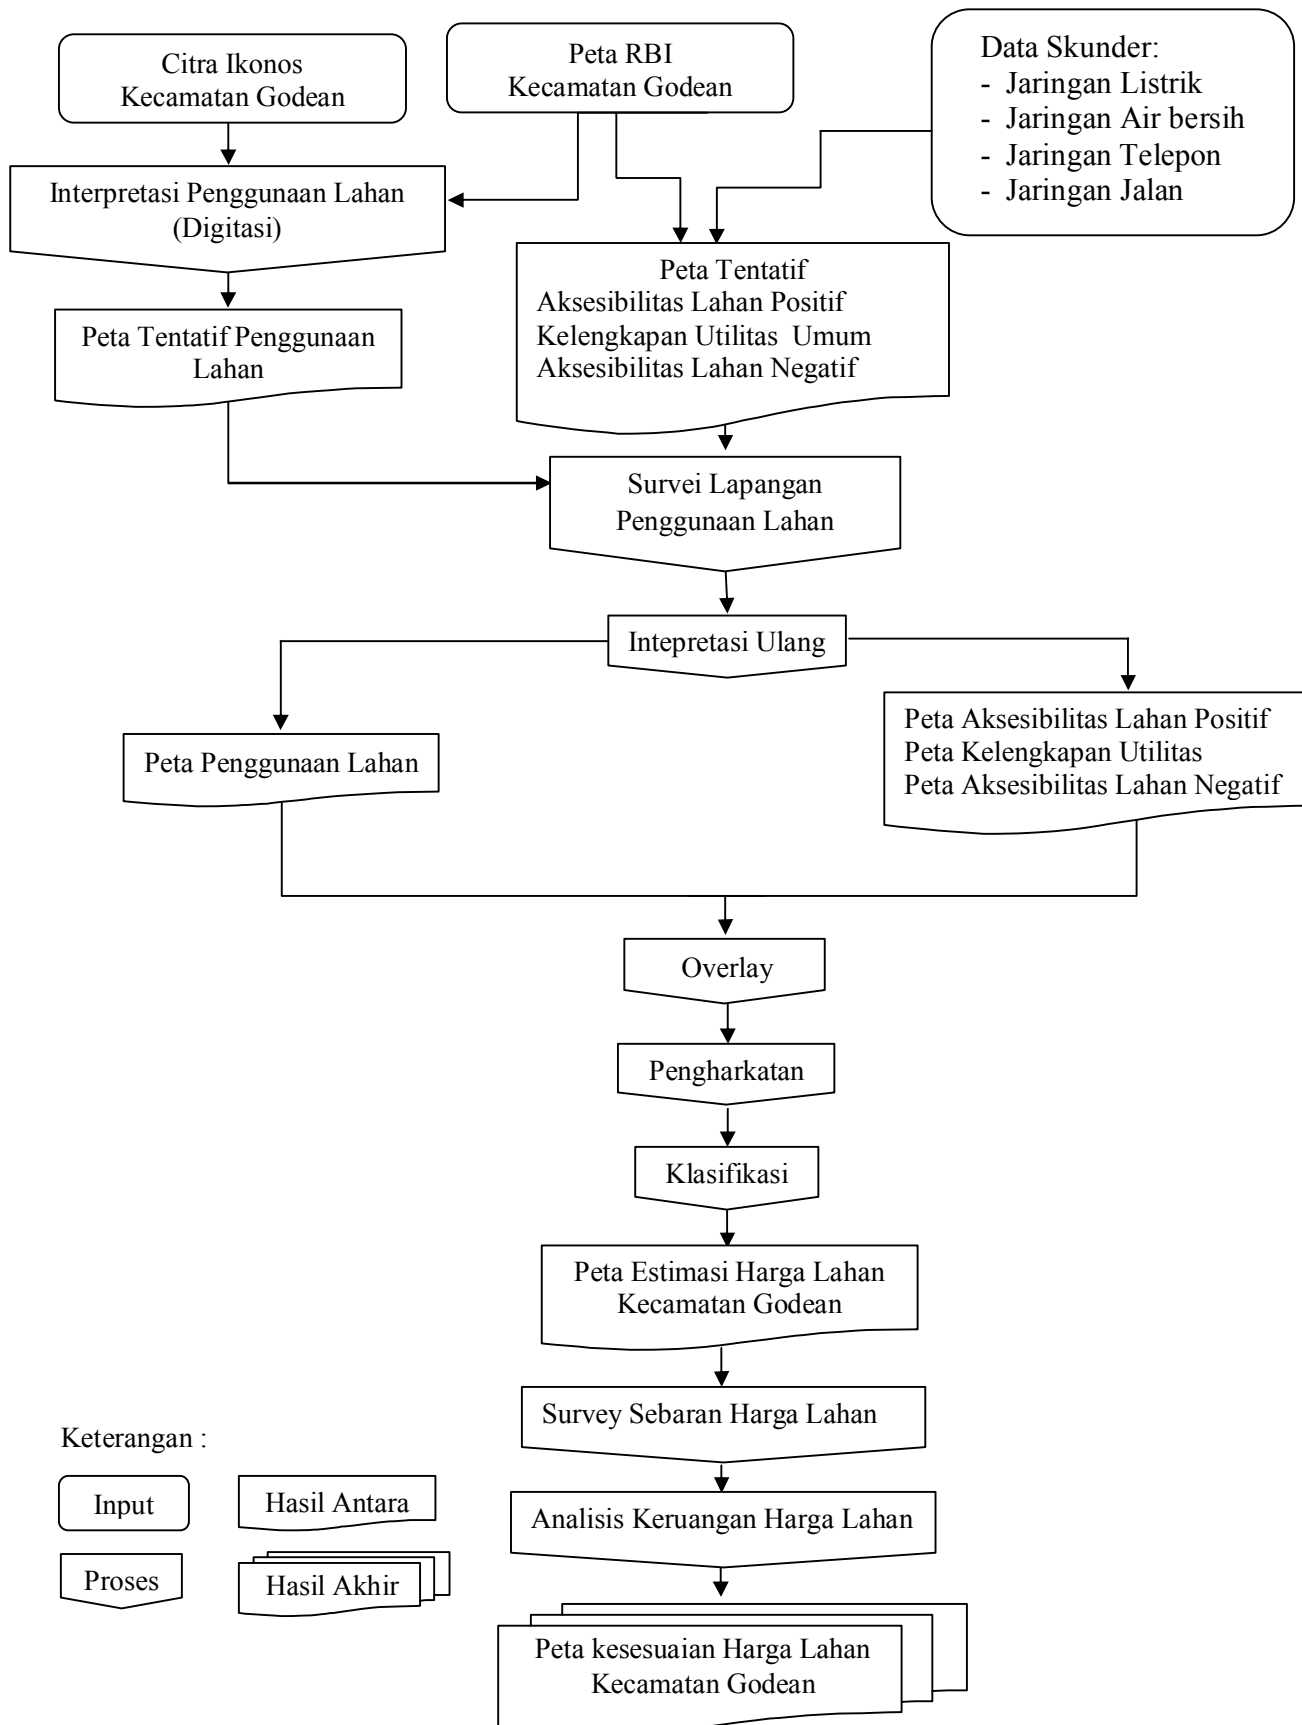 Citra Ikonos
Kecamatan Godean
Peta RBI
Kecamatan Godean
Data Skunder:
- Jaringan Listrik
- Jaringan Air bersih
- Jaringan Telepon
- Jaringan Jalan
Interpretasi Penggunaan Lahan
(Digitasi)
Peta Tentatif
Aksesibilitas Lahan Positif
Kelengkapan Utilitas Umum
Aksesibilitas Lahan Negatif
Peta Tentatif Penggunaan
Lahan
Survei Lapangan
Penggunaan Lahan
Intepretasi Ulang
Peta Penggunaan Lahan
Peta Aksesibilitas Lahan Positif
Peta Kelengkapan Utilitas
Peta Aksesibilitas Lahan Negatif
Overlay
Pengharkatan
Klasifikasi
Peta Estimasi Harga Lahan
Kecamatan Godean
Survey Sebaran Harga Lahan
Analisis Keruangan Harga Lahan
Peta kesesuaian Harga Lahan
Kecamatan Godean
Keterangan :
Input
Hasil Antara
Proses
Hasil Akhir